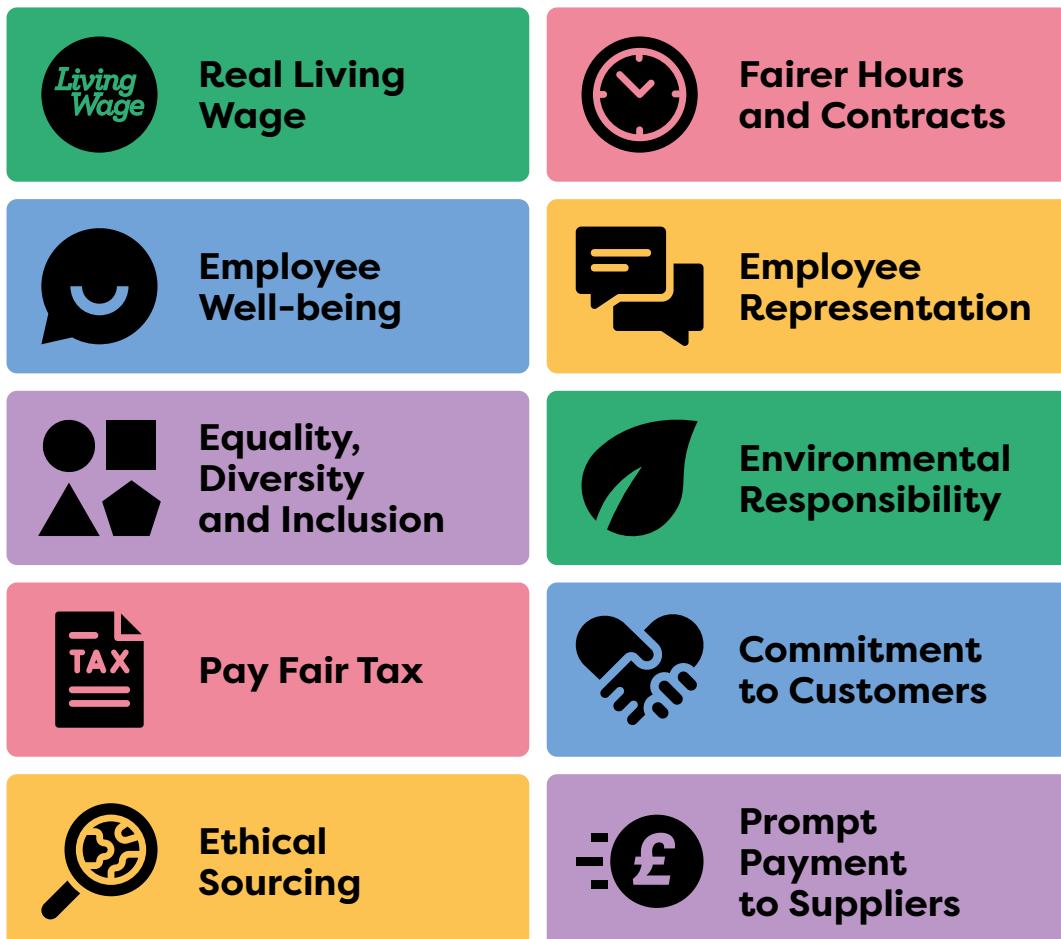 Living
Wage
Real Living
Wage
Fairer Hours
and Contracts
Employee
Well-being
Employee
Representation
Equality,
Diversity
and Inclusion
Environmental
Responsibility
TAX
Pay Fair Tax
Commitment
to Customers
Ethical
Sourcing
£
Prompt
Payment
to Suppliers